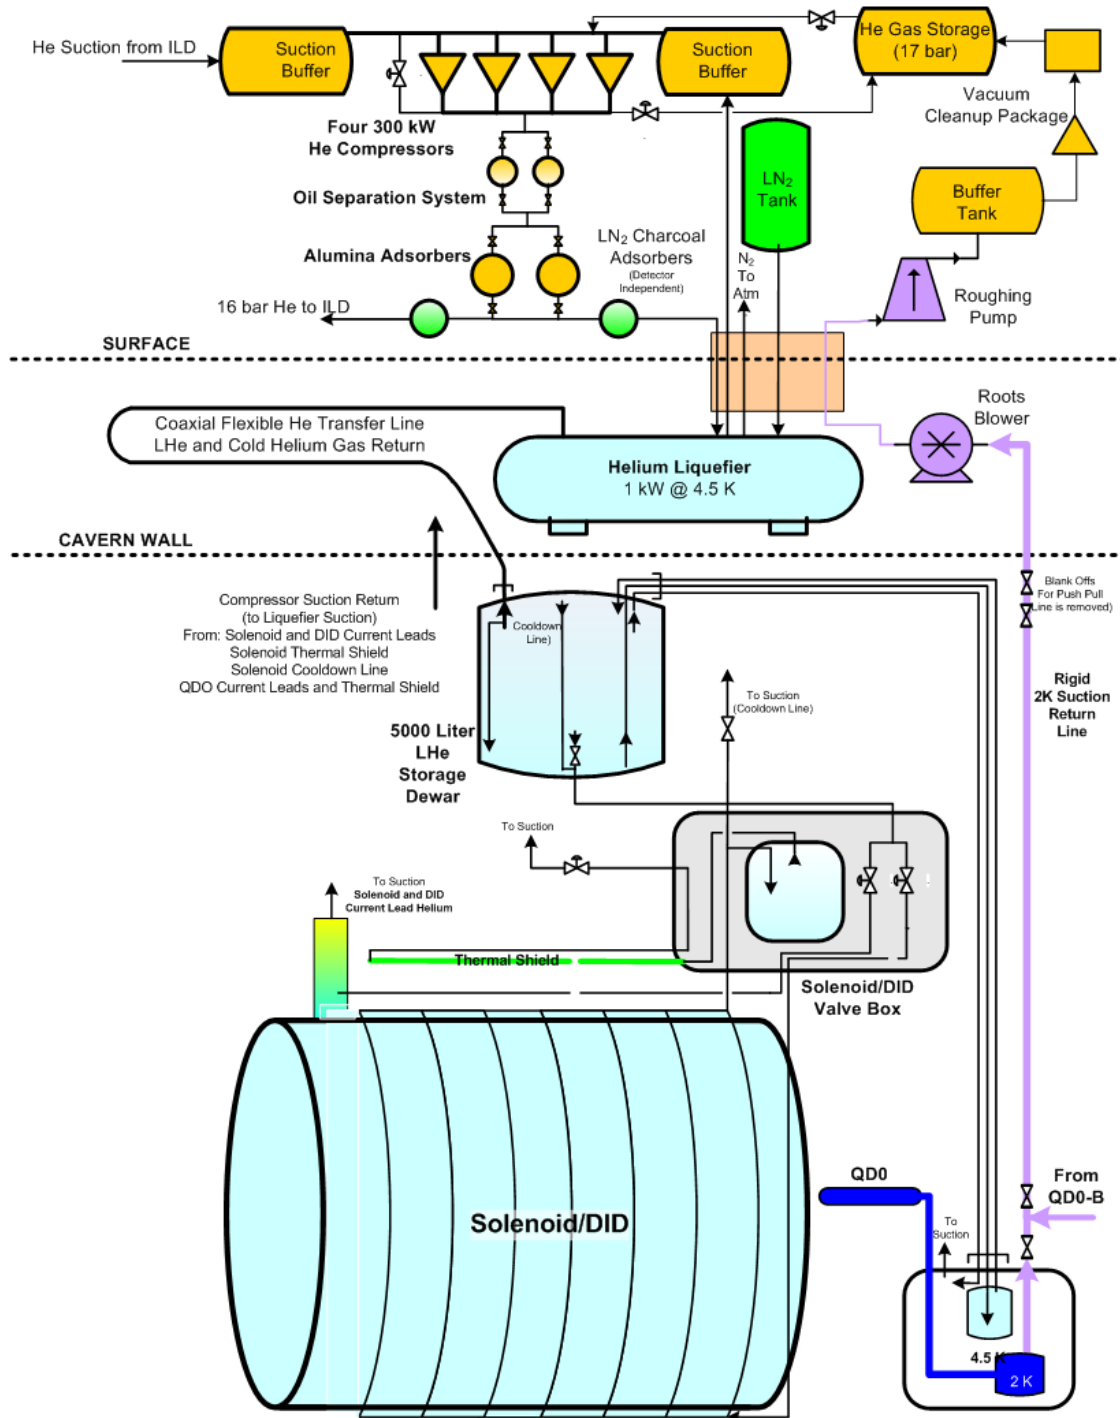 He Suction from ILD
Suction
Buffer
Suction
Buffer
He Gas Storage
(17 bar)
Vacuum
Cleanup Package
Four 300 kW
He Compressors
LN2
Tank
Buffer
Tank
Oil Separation System
Alumina Adsorbers
LN2 Charcoal
Adsorbers
(Detector
Independent)
N2
To
Atm
Roughing
Pump
16 bar He to ILD
SURFACE
Coaxial Flexible He Transfer Line
LHe and Cold Helium Gas Return
Roots
Blower
Helium Liquefier
1 kW @ 4.5 K
CAVERN WALL
Compressor Suction Return
(to Liquefier Suction)
From: Solenoid and DID Current Leads
Solenoid Thermal Shield
Solenoid Cooldown Line
QDO Current Leads and Thermal Shield
Cooldown
Line)
Blank Offs
For Push Pull
Line is removed)
Rigid
2K Suction
Return
Line
5000 Liter
LHe
Storage
Dewar
To Suction
(Cooldown Line)
To Suction
To Suction
Solenoid and DID
Current Lead Helium
Thermal Shield
Solenoid/DID
Valve Box
Solenoid/DID
QD0
From
QD0-B
To
Suction
4.5 K
2 K